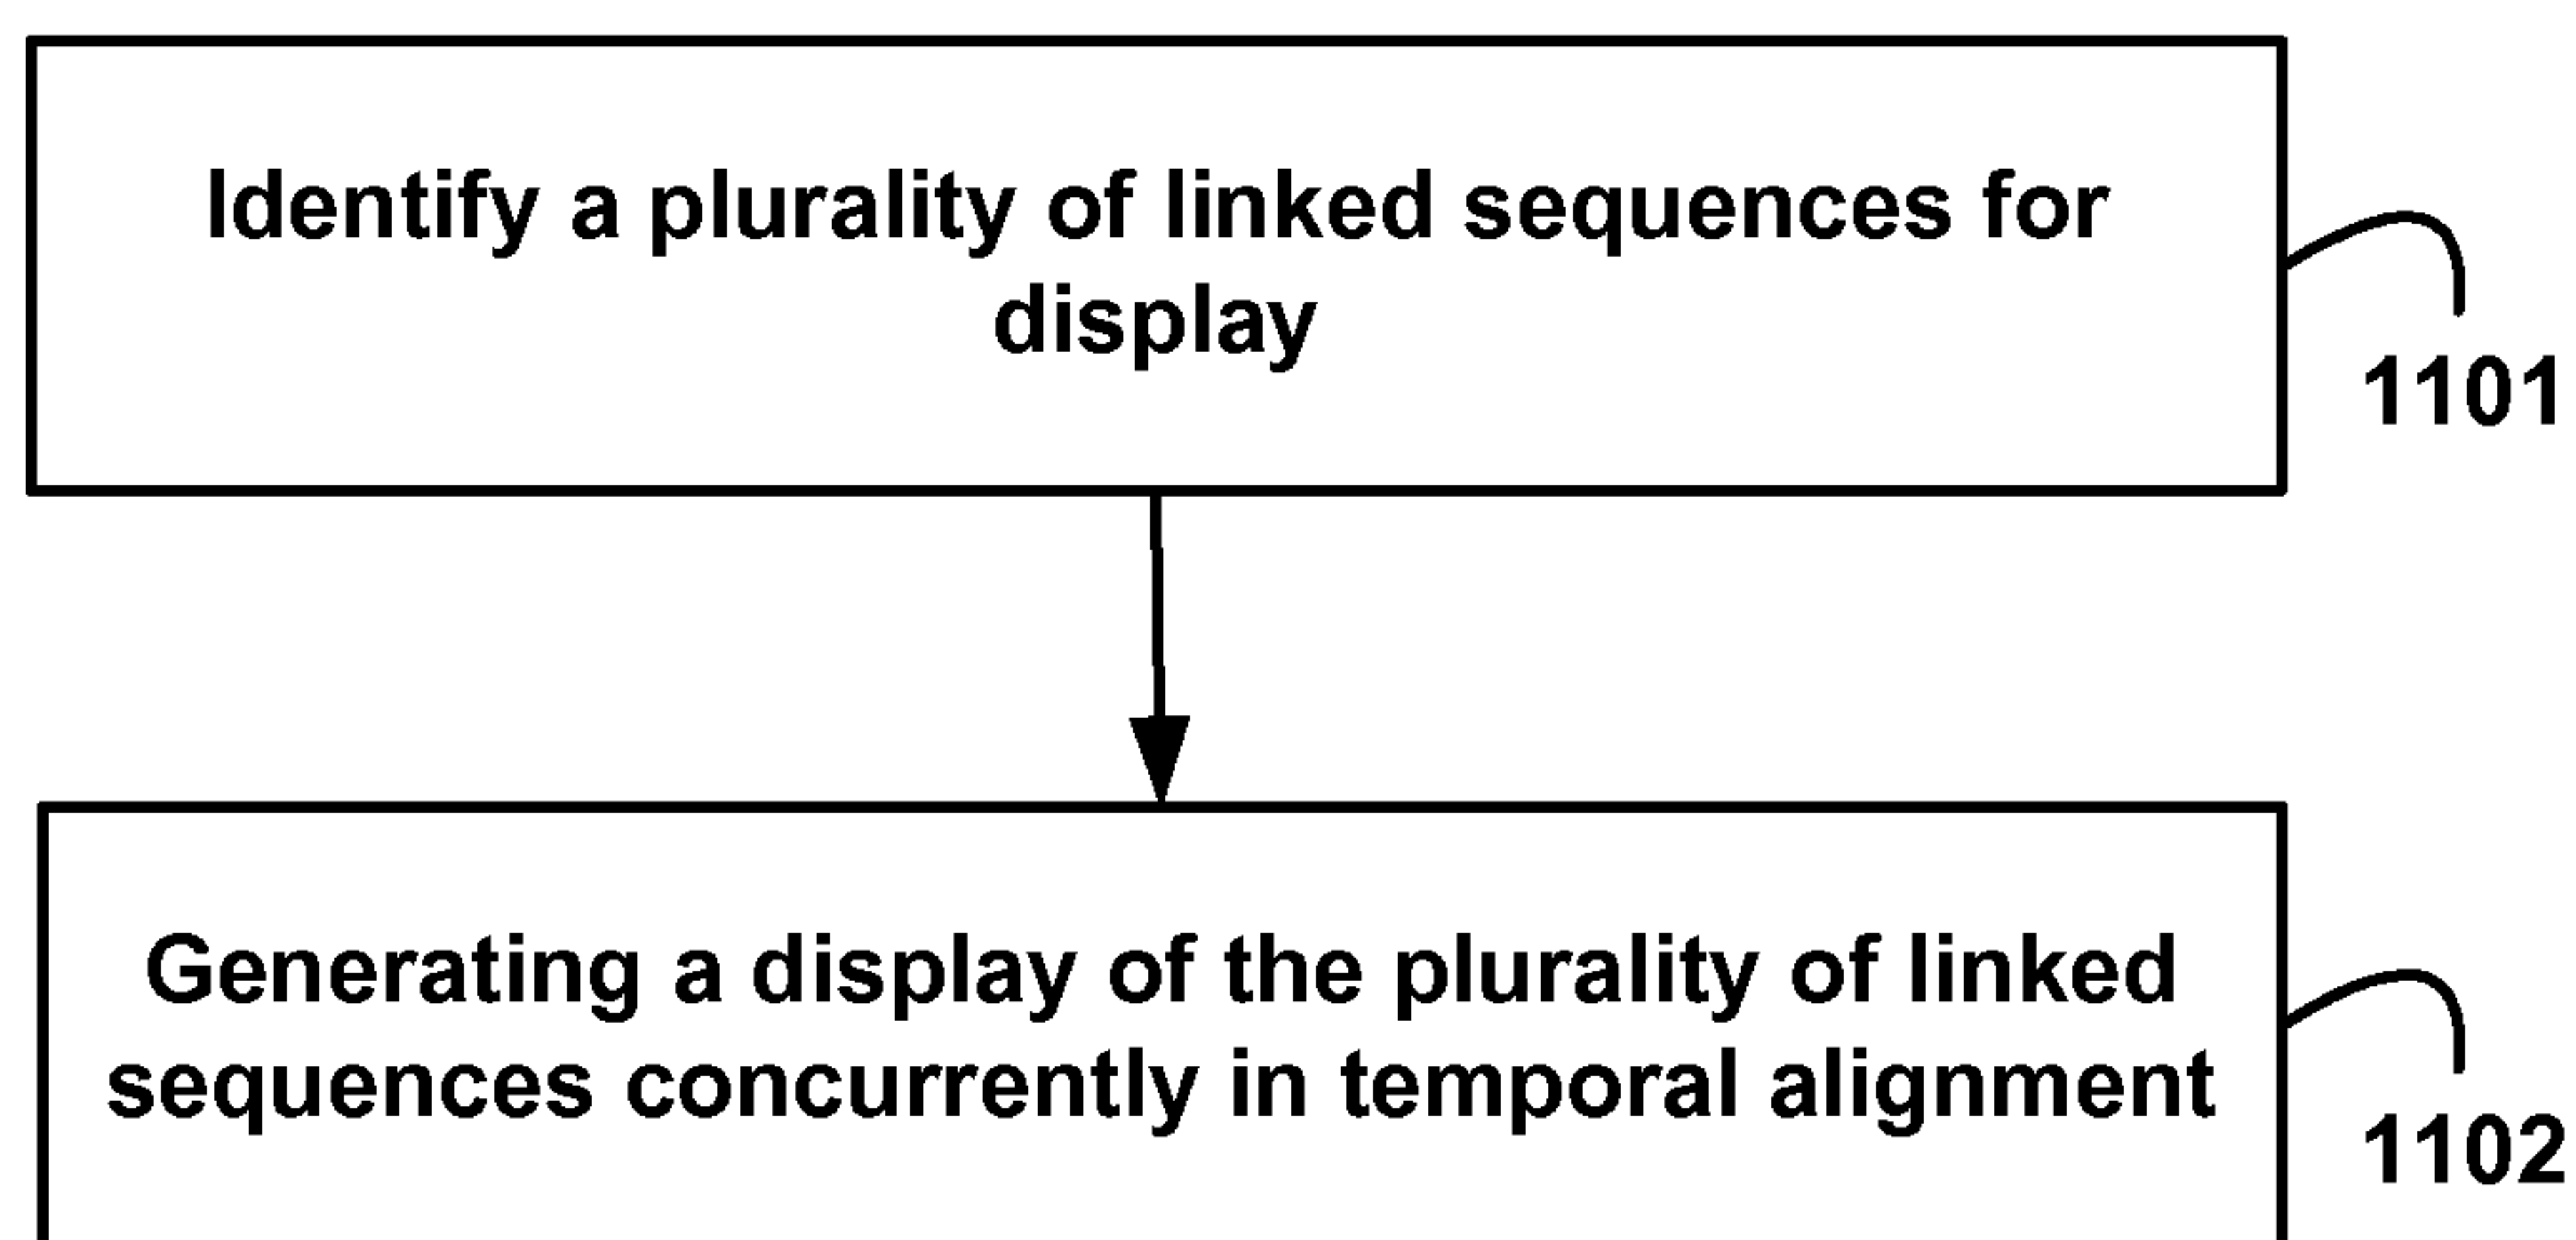 Identify a plurality of linked sequences for
display
1101
Generating a display of the plurality of linked
sequences concurrently in temporal alignment
1102